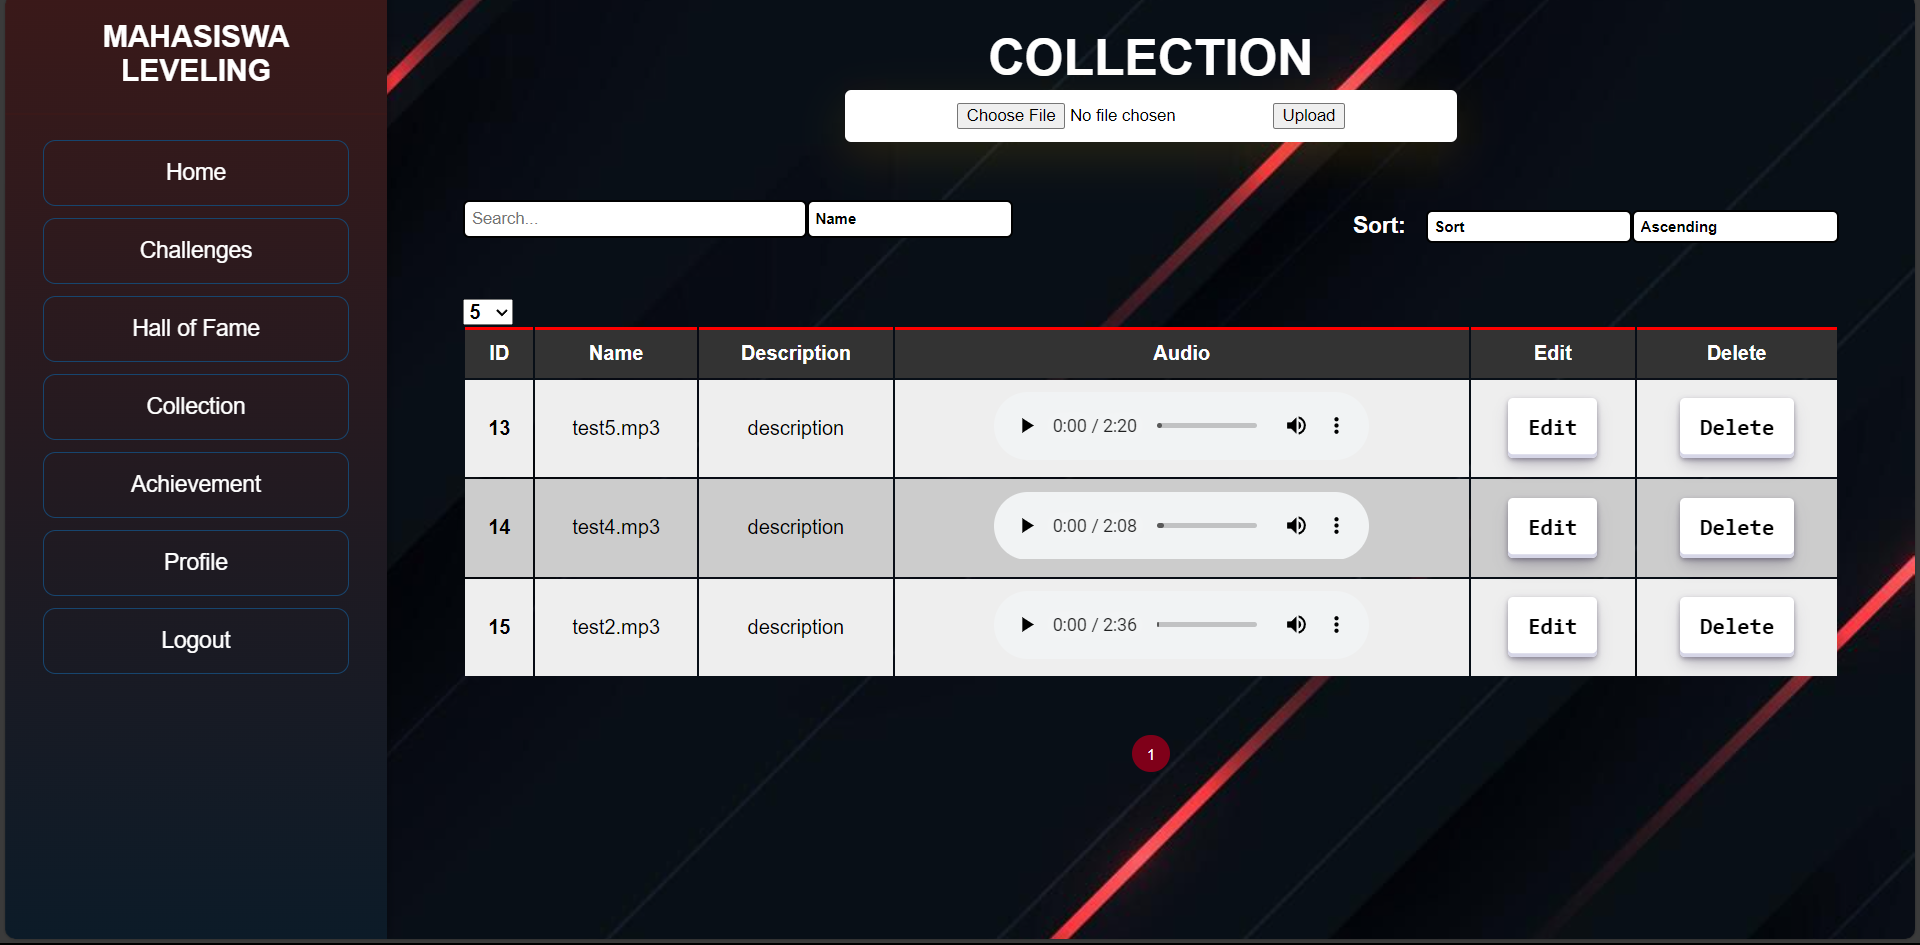 MAHASISWA
LEVELING
Home
Challenges
Hall of Fame
Collection
Achievement
Profile
Logout
COLLECTION
Choose File No file chosen Upload
Search... Name
Sort: Sort Ascending
5
ID Name Description Audio Edit Delete
13 test5.mp3 description 0:00 / 2:20 Edit Delete
14 test4.mp3 description 0:00 / 2:08 Edit Delete
15 test2.mp3 description 0:00 / 2:36 Edit Delete
1